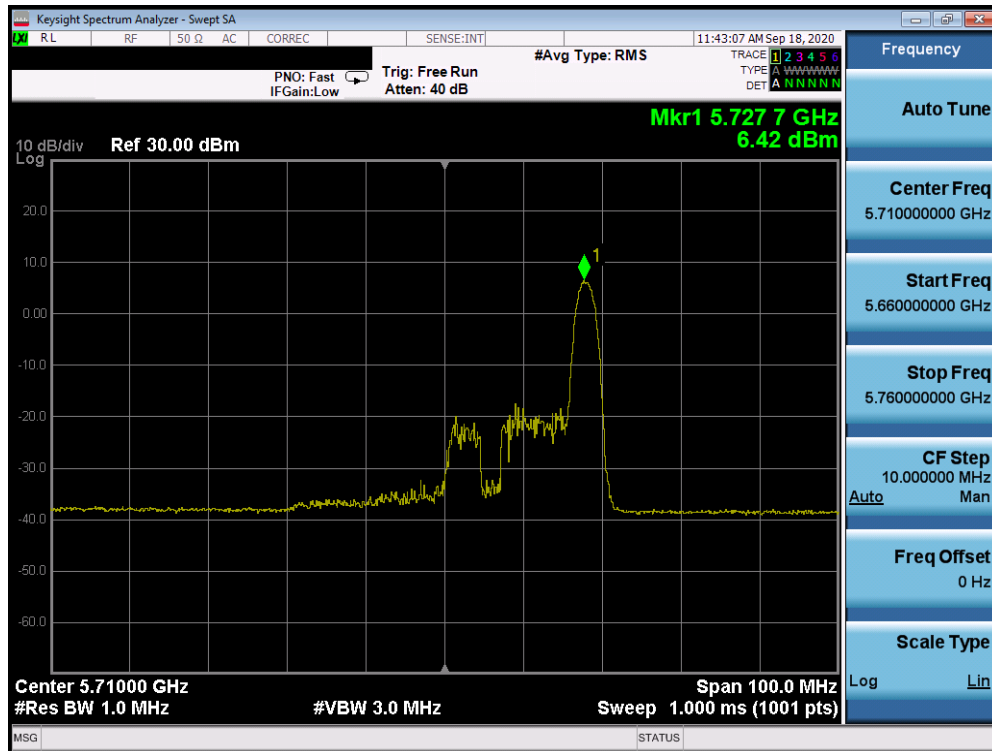 Keysight Spectrum Analyzer - Swept SA
LXI RL RF 50 Ω AC CORREC SENSE:INT 11:43:07 AM Sep 18, 2020
PNO: Fast
IFGain:Low
Trig: Free Run
Atten: 40 dB
#Avg Type: RMS
TRACE 1 2 3 4 5 6
TYPE A WWWWWW
DET A N N N N N
Mkr1 5.727 7 GHz
6.42 dBm
10 dB/div Ref 30.00 dBm
Log
20.0
10.0
0.00
-10.0
-20.0
-30.0
-40.0
-50.0
-60.0
1
Center 5.71000 GHz Span 100.0 MHz
#Res BW 1.0 MHz #VBW 3.0 MHz Sweep 1.000 ms (1001 pts)
MSG STATUS
Frequency
Auto Tune
Center Freq
5.710000000 GHz
Start Freq
5.660000000 GHz
Stop Freq
5.760000000 GHz
CF Step
10.000000 MHz
Auto Man
Freq Offset
0 Hz
Scale Type
Log Lin